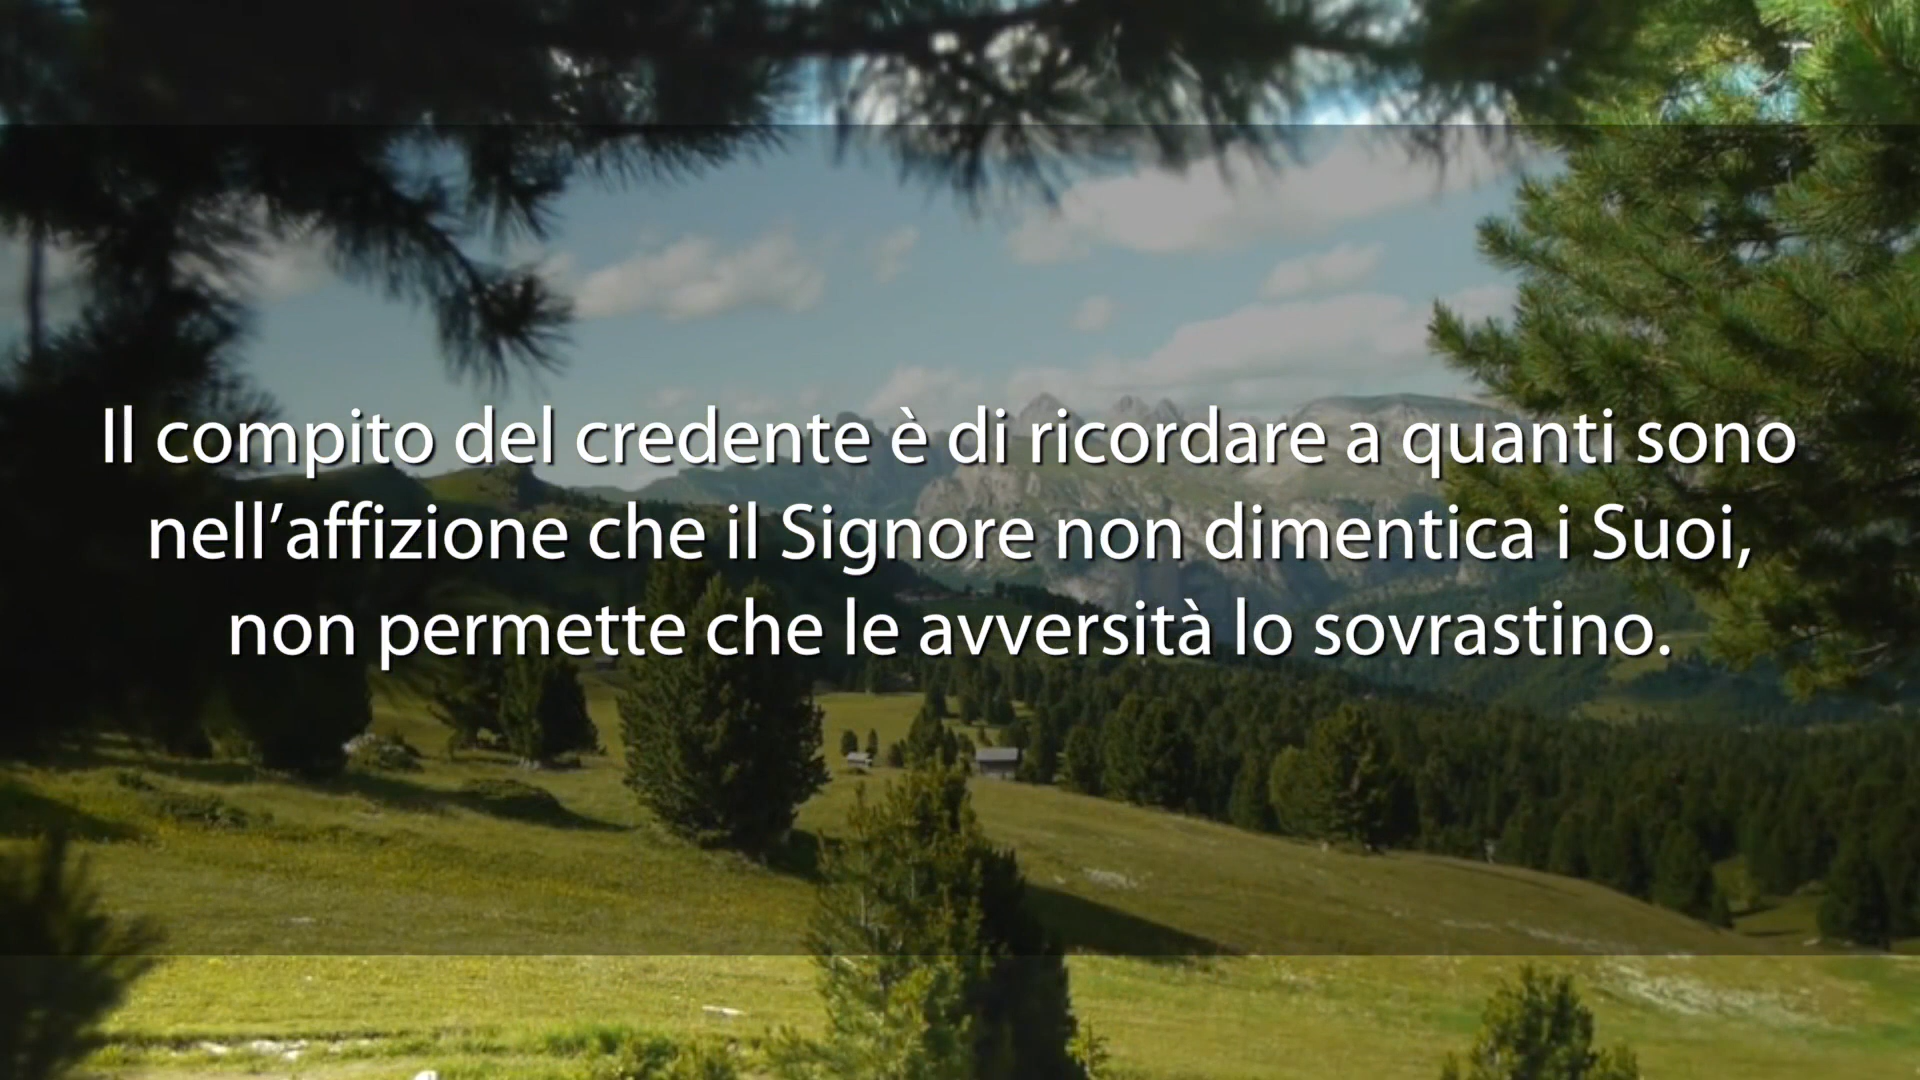 Il compito del credente è di ricordare a quanti sono
nell’affizione che il Signore non dimentica i Suoi,
non permette che le avversità lo sovrastino.